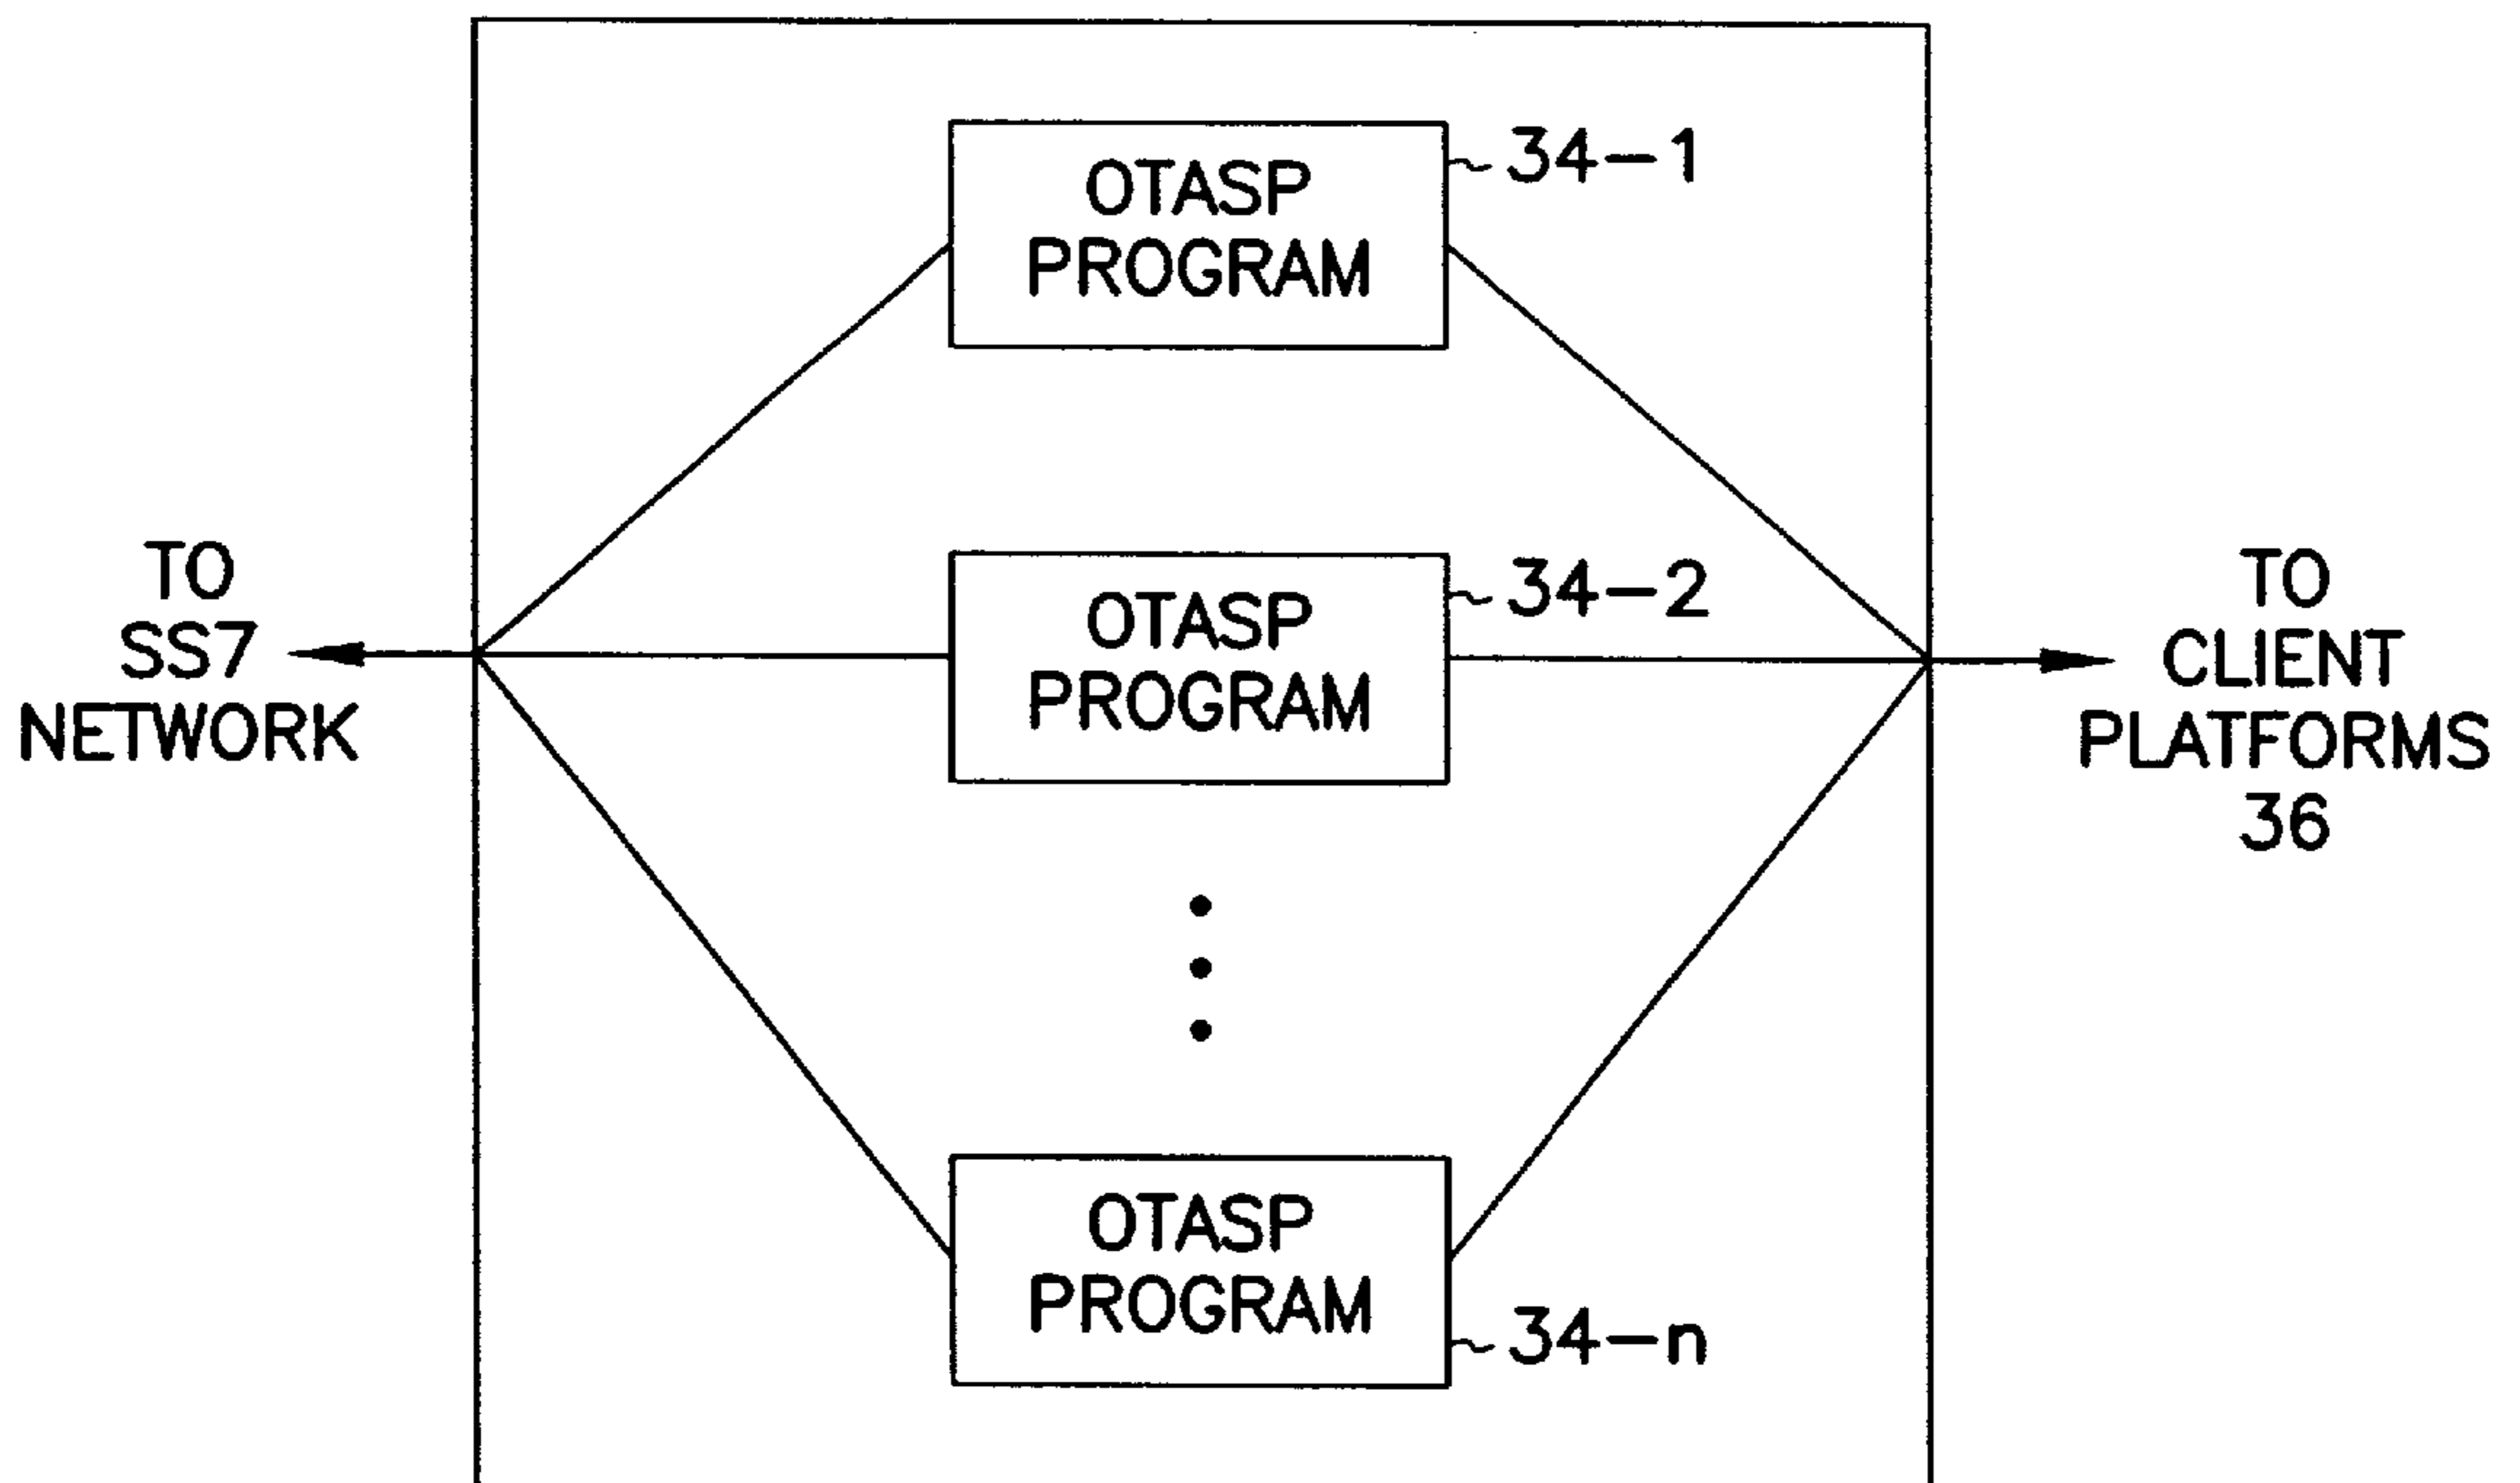 OTASP
PROGRAM
34-1
TO
SS7
NETWORK
OTASP
PROGRAM
34-2
TO
CLIENT
PLATFORMS
36
OTASP
PROGRAM
34-n